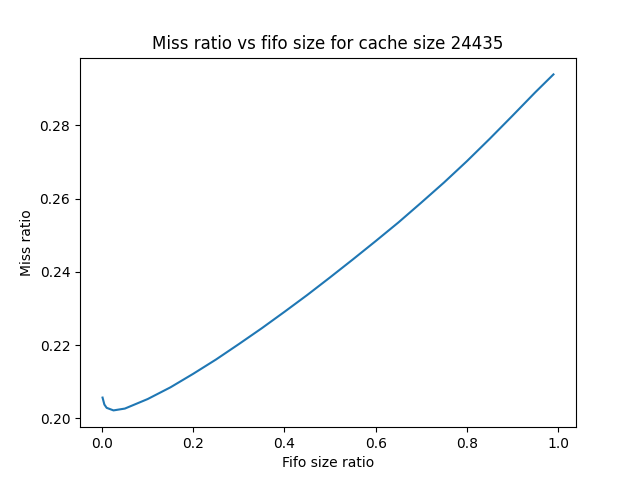 Miss ratio vs fifo size for cache size 24435
0.28
0.26
0.24
0.22
0.20
Miss ratio
0.0 0.2 0.4 0.6 0.8 1.0
Fifo size ratio